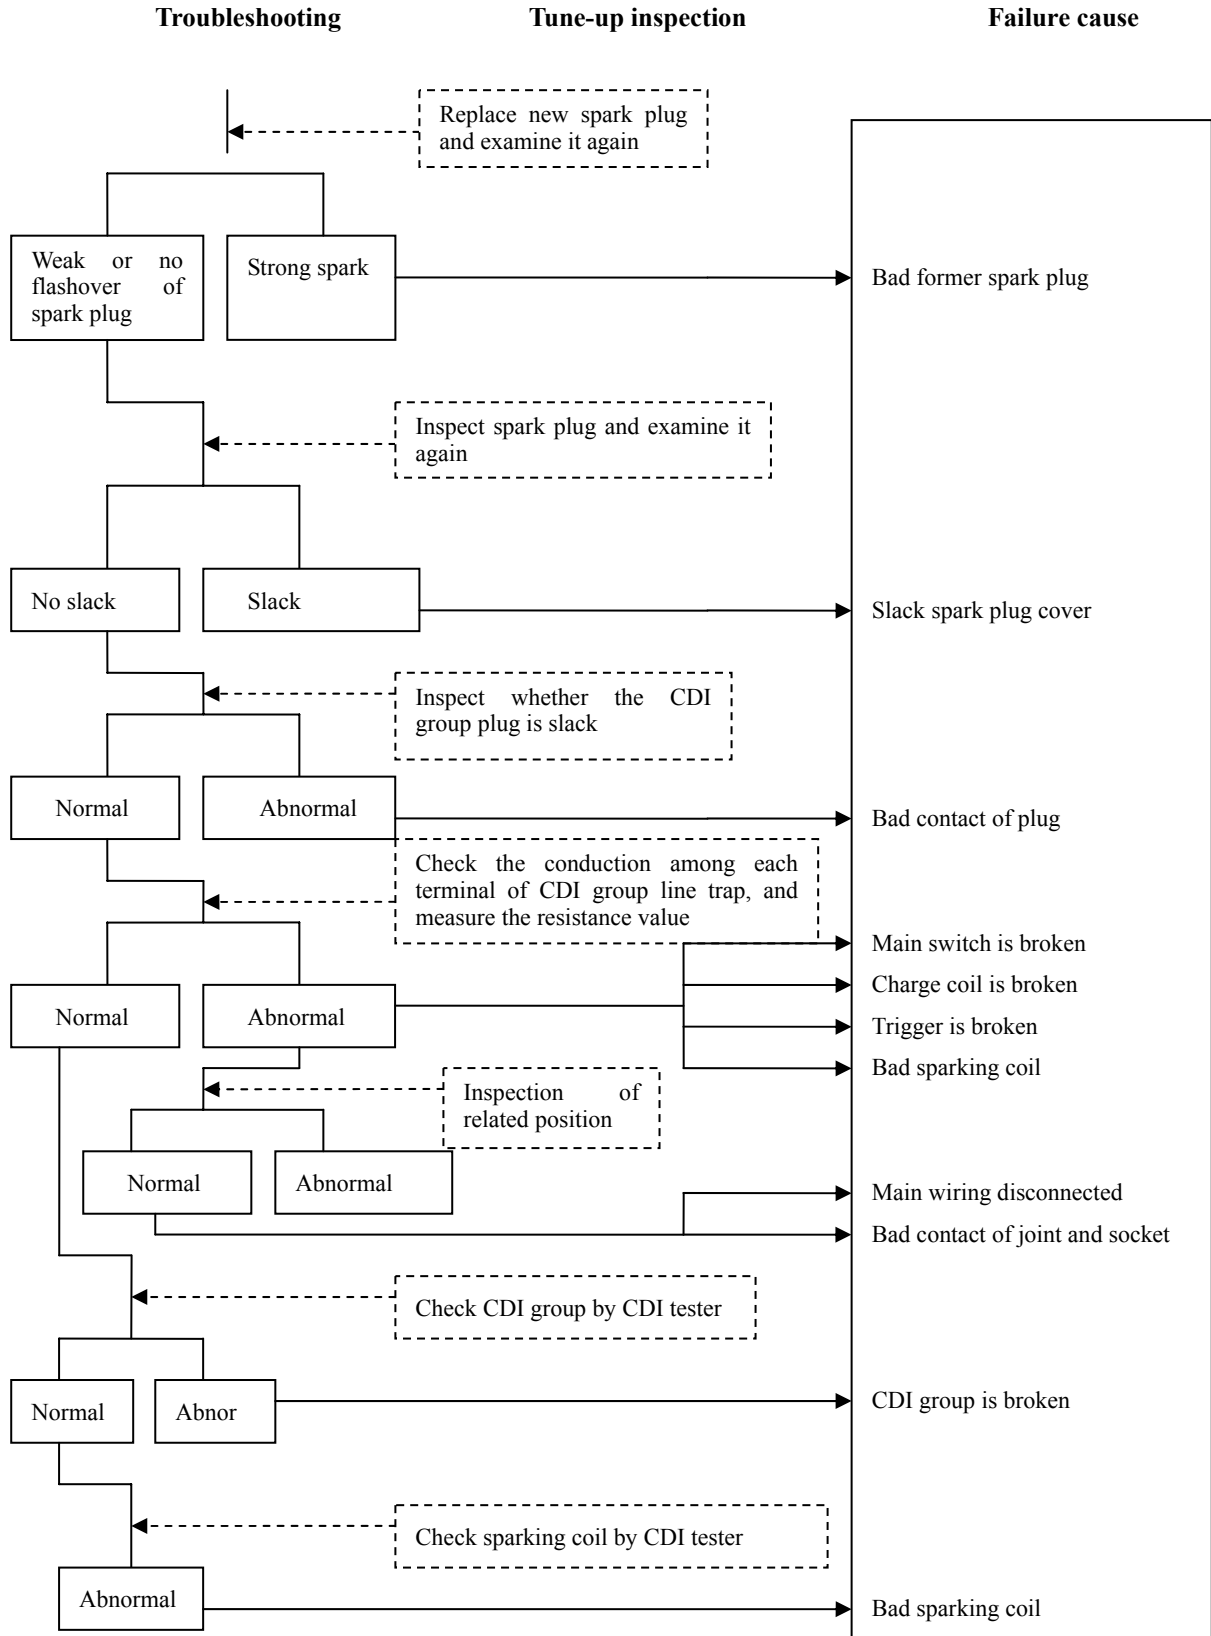 Troubleshooting Tune-up inspection Failure cause
Replace new spark plug
and examine it again
Weak or no
flashover of
spark plug
Strong spark
Bad former spark plug
Inspect spark plug and examine it
again
No slack
Slack
Slack spark plug cover
Inspect whether the CDI
group plug is slack
Normal
Abnormal
Bad contact of plug
Check the conduction among each
terminal of CDI group line trap, and
measure the resistance value
Main switch is broken
Charge coil is broken
Normal
Abnormal
Trigger is broken
Bad sparking coil
Inspection of
related position
Normal
Abnormal
Main wiring disconnected
Bad contact of joint and socket
Check CDI group by CDI tester
Normal
Abnor
CDI group is broken
Check sparking coil by CDI tester
Abnormal
Bad sparking coil